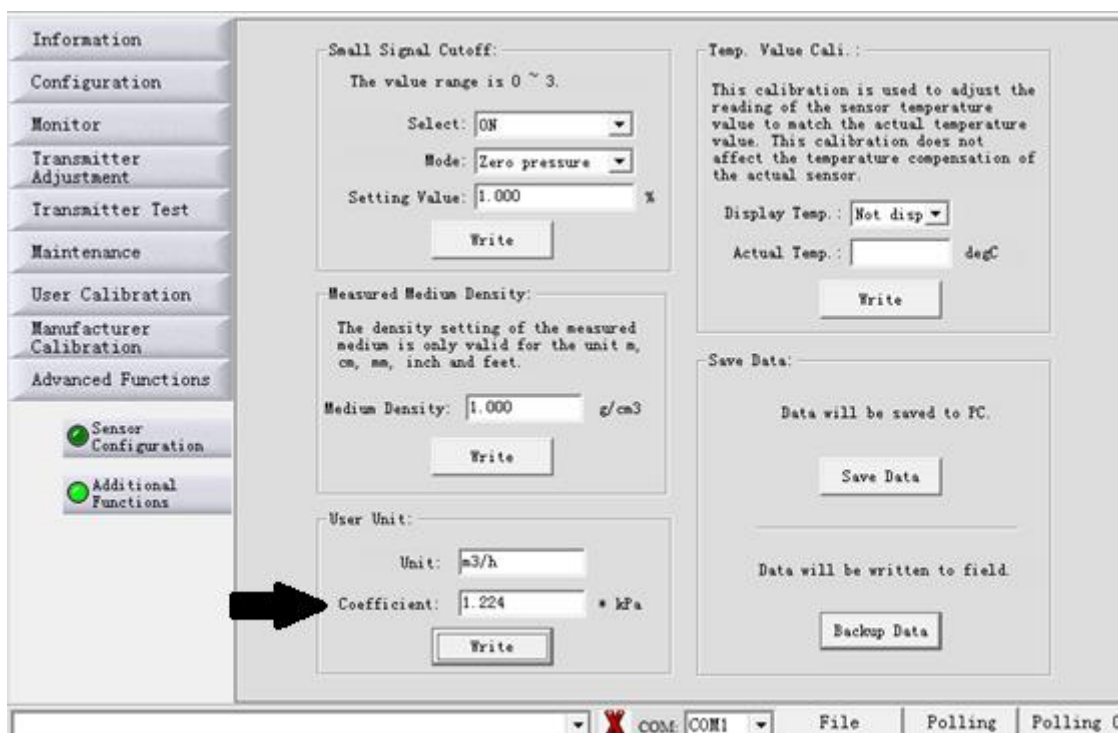 Information
Configuration
Monitor
Transmitter
Adjustment
Transmitter Test
Maintenance
User Calibration
Manufacturer
Calibration
Advanced Functions
Sensor
Configuration
Additional
Functions
Small Signal Cutoff:
The value range is 0 ~ 3.
Select: ON
Mode: Zero pressure
Setting Value: 1.000 %
Write
Measured Medium Density:
The density setting of the measured
medium is only valid for the unit m,
cm, mm, inch and feet.
Medium Density: 1.000 g/cm3
Write
User Unit:
Unit: m3/h
Coefficient: 1.224 * kPa
Write
Temp. Value Cali.:
This calibration is used to adjust the
reading of the sensor temperature
value to match the actual temperature
value. This calibration does not
affect the temperature compensation of
the actual sensor.
Display Temp.: Not disp
Actual Temp.: degC
Write
Save Data:
Data will be saved to PC.
Save Data
Data will be written to field.
Backup Data
COM: COM1 File Polling Polling